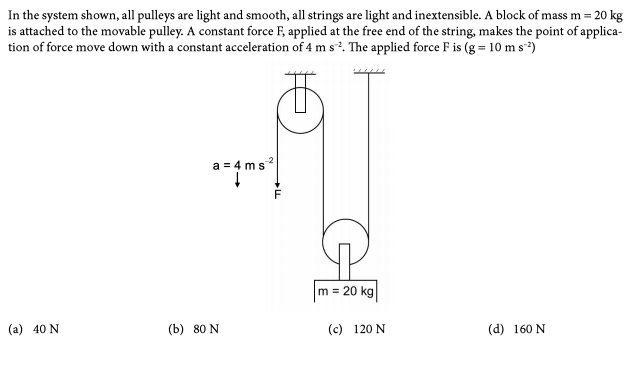 In the system shown, all pulleys are light and smooth, all strings are light and inextensible. A block of mass m = 20 kg
is attached to the movable pulley. A constant force F, applied at the free end of the string, makes the point of applica-
tion of force move down with a constant acceleration of 4 m s⁻². The applied force F is (g = 10 m s⁻²)
a = 4 m s⁻²
F
m = 20 kg
(a) 40 N (b) 80 N (c) 120 N (d) 160 N